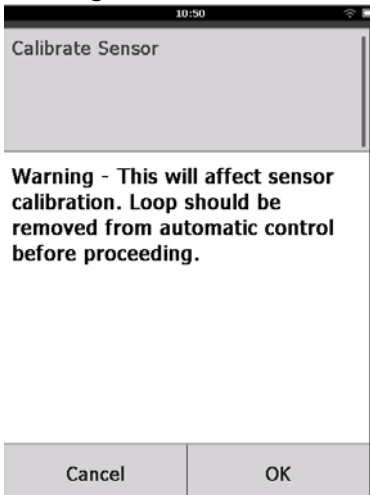 10:50
Calibrate Sensor
Warning - This will affect sensor
calibration. Loop should be
removed from automatic control
before proceeding.
Cancel
OK